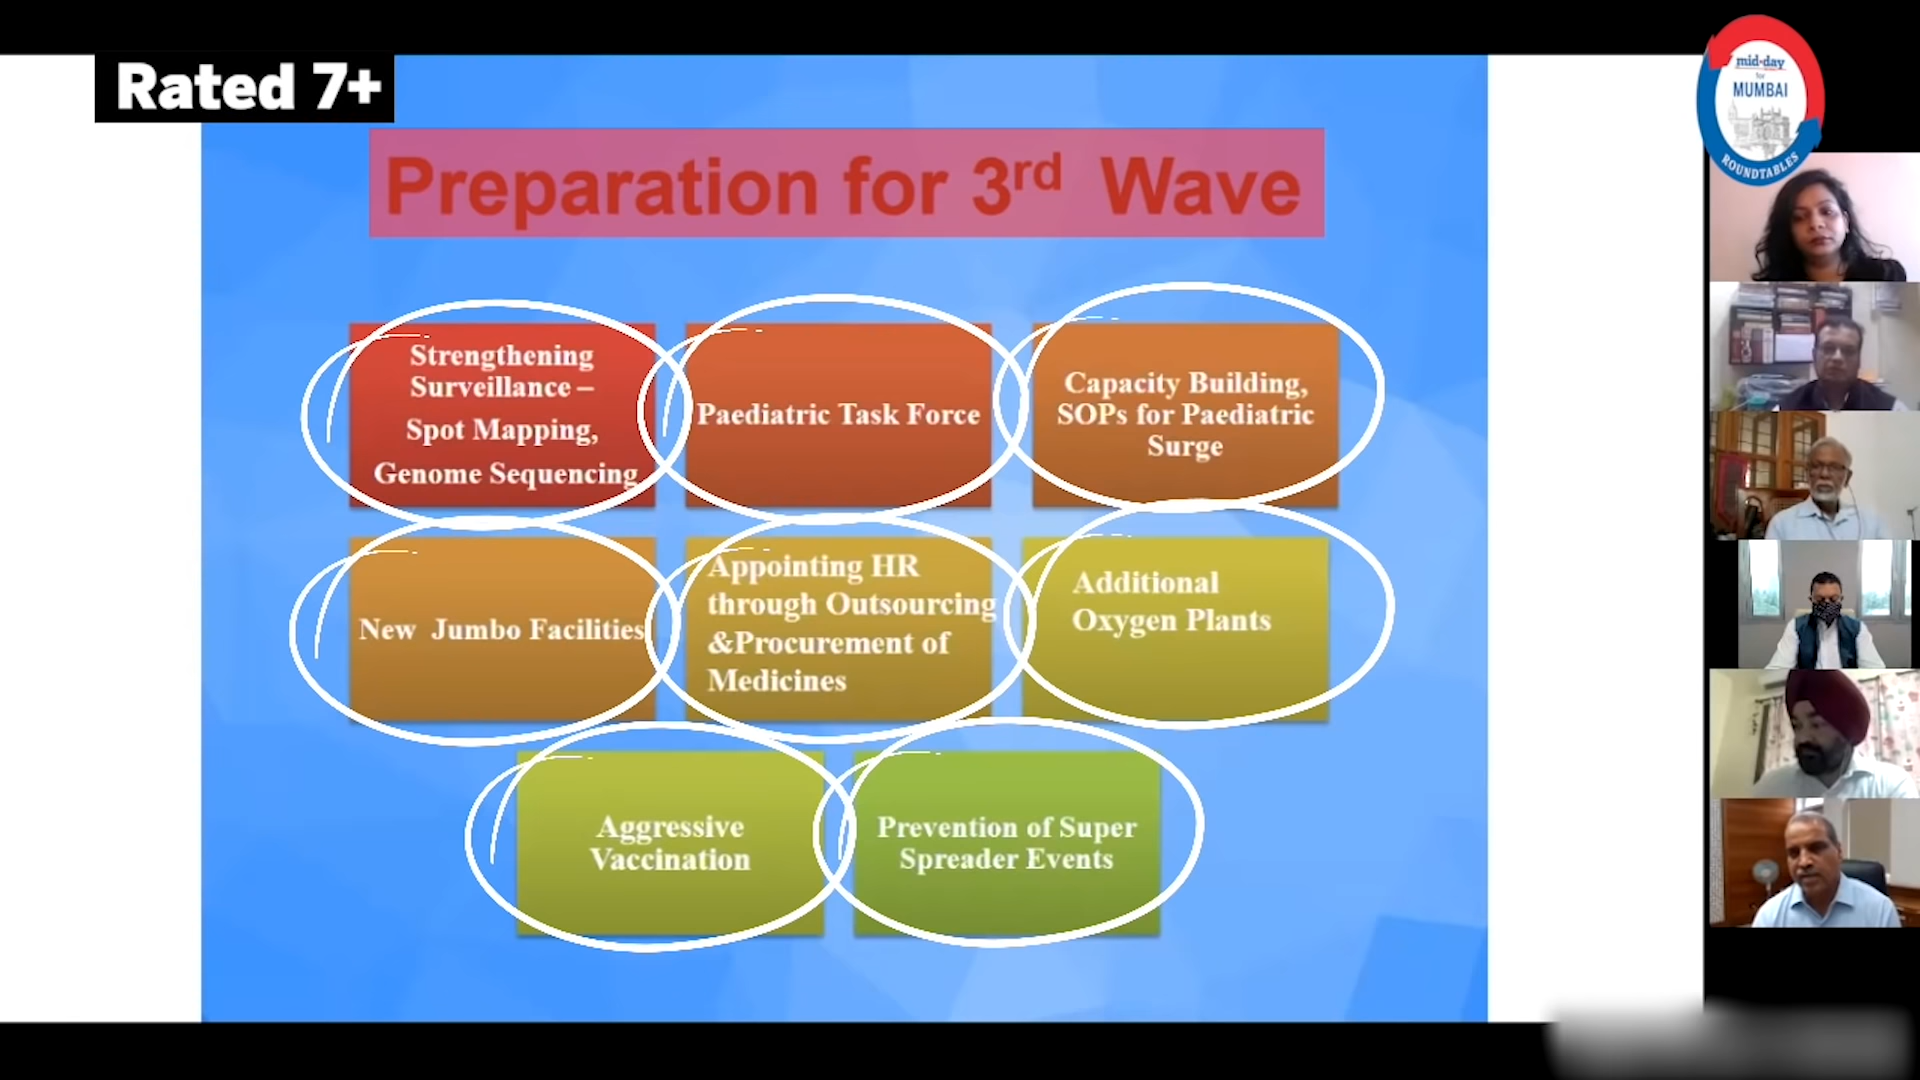 Rated 7+
mid-day
for
MUMBAI
ROUNDTABLES
Preparation for 3rd Wave
Strengthening
Surveillance –
Spot Mapping,
Genome Sequencing
Paediatric Task Force
Capacity Building,
SOPs for Paediatric
Surge
New Jumbo Facilities
Appointing HR
through Outsourcing
&Procurement of
Medicines
Additional
Oxygen Plants
Aggressive
Vaccination
Prevention of Super
Spreader Events